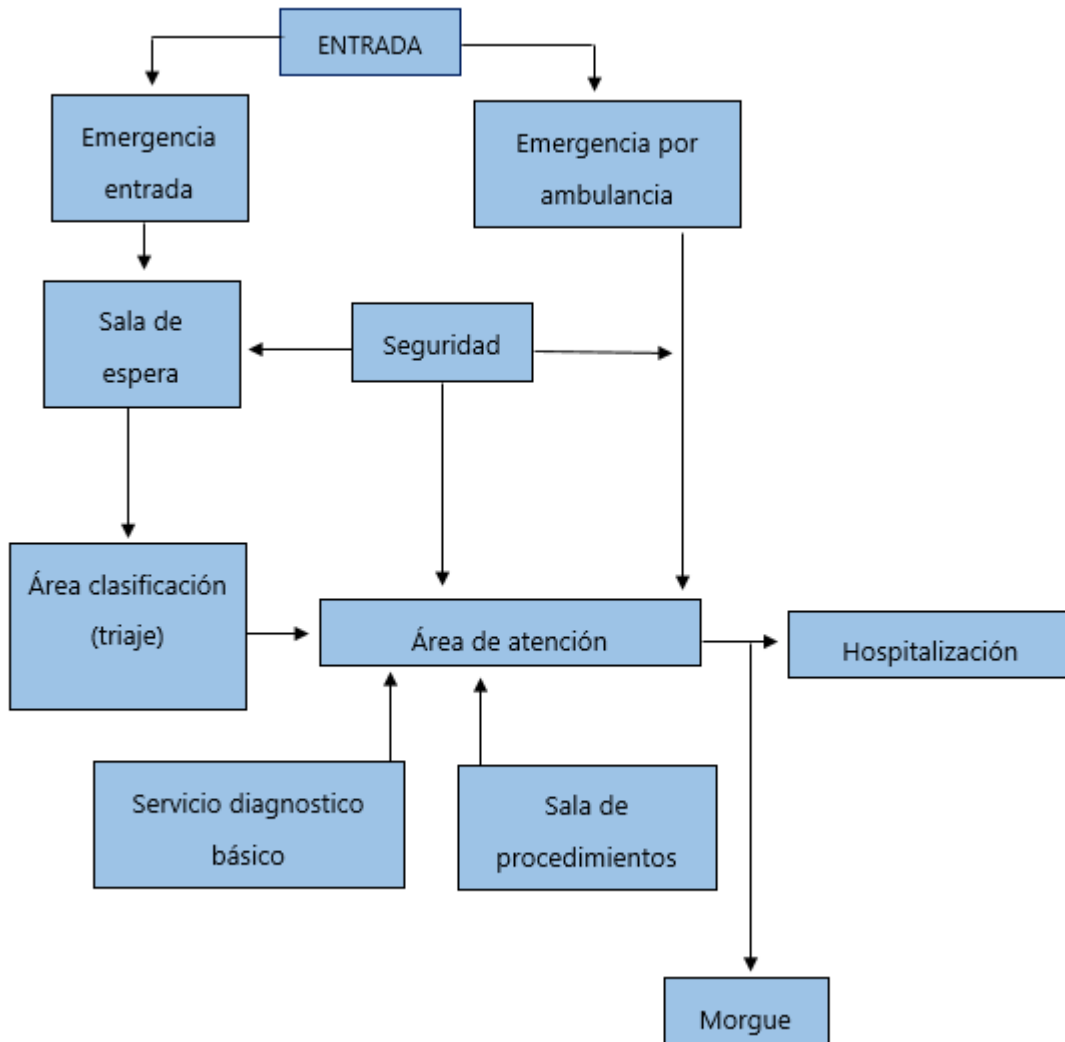 ENTRADA
Emergencia
entrada
Emergencia por
ambulancia
Sala de
espera
Seguridad
Área clasificación
(triaje)
Área de atención
Hospitalización
Servicio diagnostico
básico
Sala de
procedimientos
Morgue